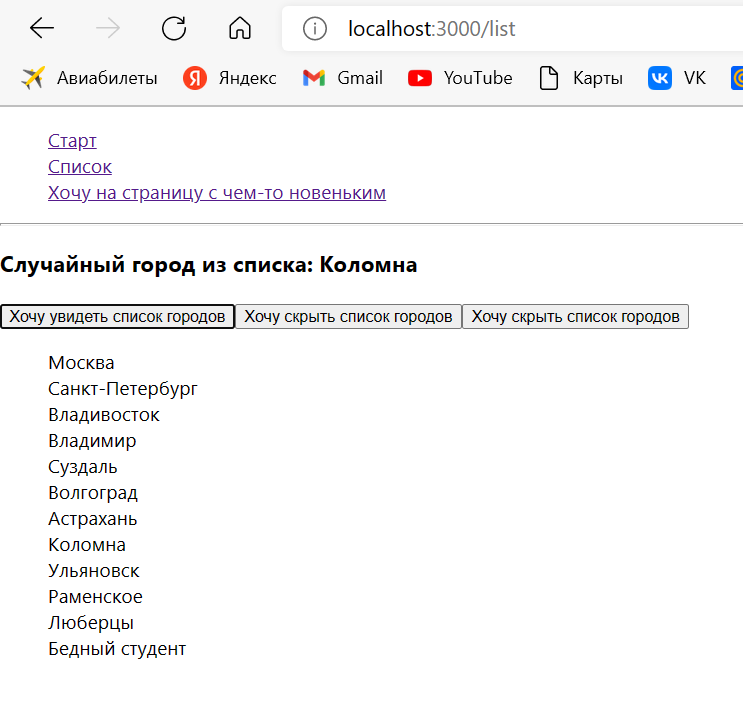 localhost:3000/list
Авиабилеты Яндекс Gmail YouTube Карты VK
Старт
Список
Хочу на страницу с чем-то новеньким
Случайный город из списка: Коломна
Хочу увидеть список городов Хочу скрыть список городов Хочу скрыть список городов
Москва
Санкт-Петербург
Владивосток
Владимир
Суздаль
Волгоград
Астрахань
Коломна
Ульяновск
Раменское
Люберцы
Бедный студент